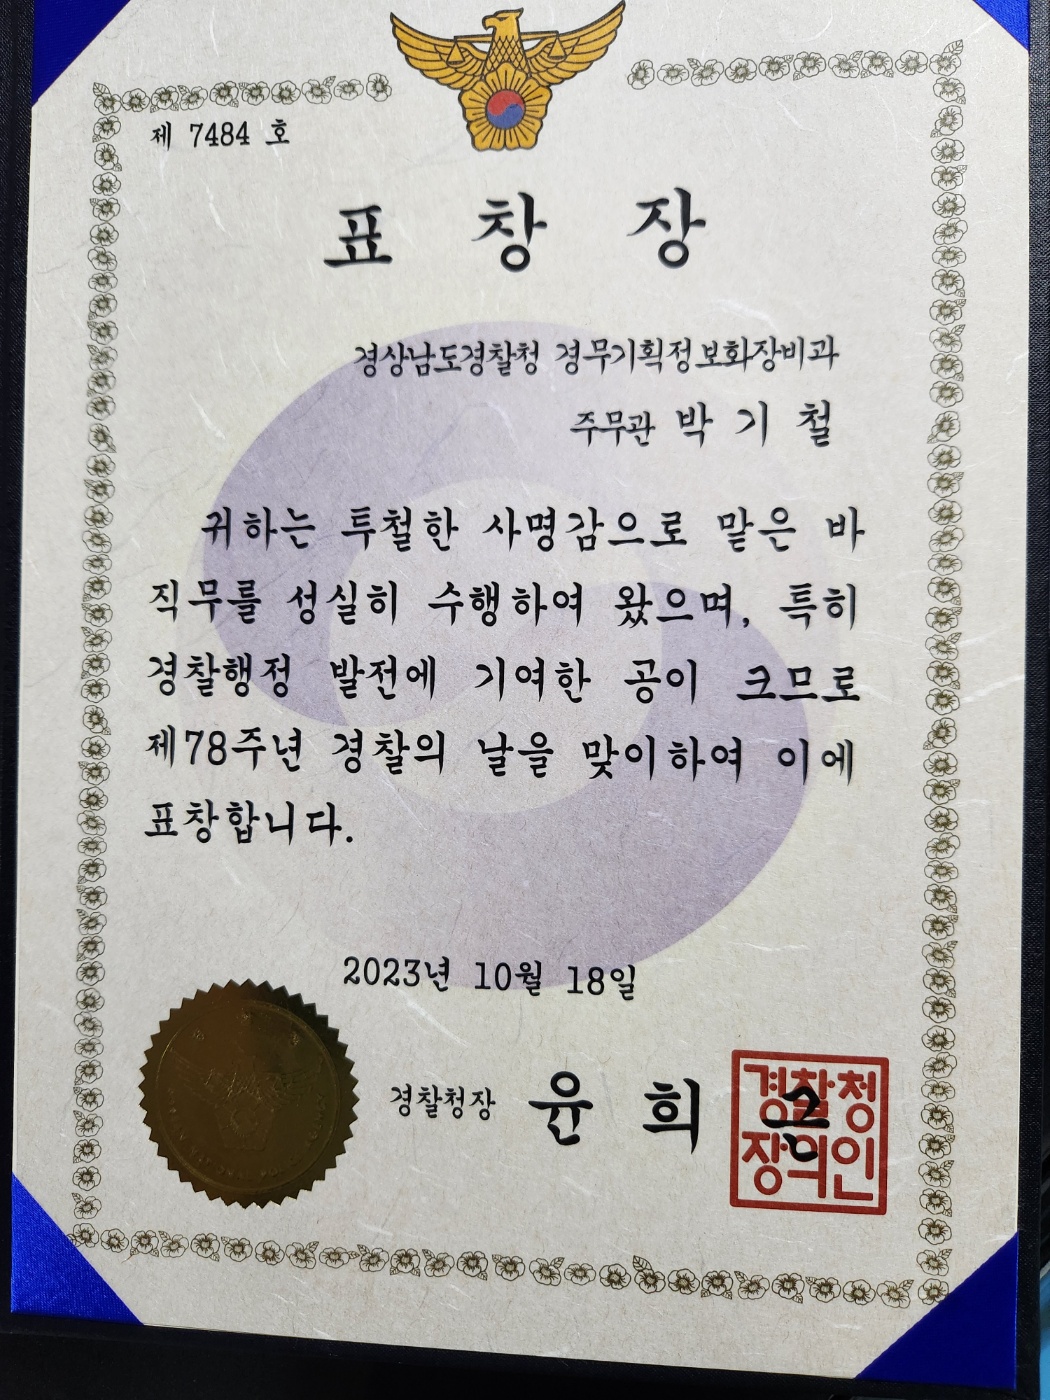 제 7484 호
표 창 장
경상남도경찰청 경무기획정보화장비과
주무관 박 기 철
귀하는 투철한 사명감으로 맡은 바
직무를 성실히 수행하여 왔으며, 특히
경찰행정 발전에 기여한 공이 크므로
제78주년 경찰의 날을 맞이하여 이에
표창합니다.
2023년 10월 18일
경찰청장 윤 희 근
경찰청
장의인